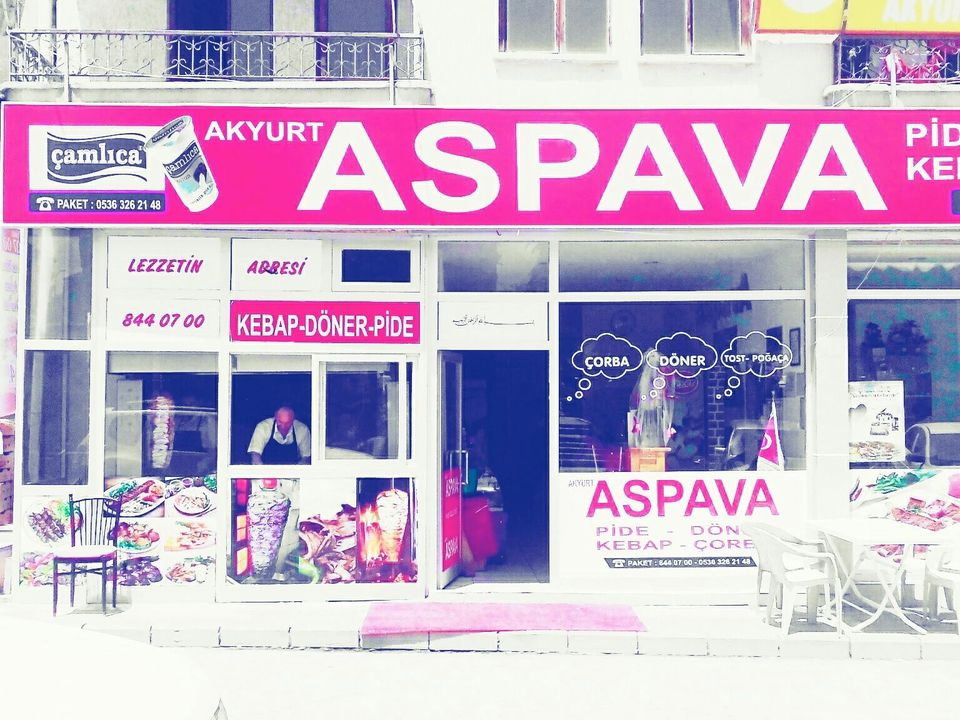 AKYU
çamlıca
çamlıca
PAKET : 0536 326 21 48
AKYURT ASPAVA
PİD
KE
LEZZETİN
ADRESİ
844 07 00
KEBAP-DÖNER-PİDE
ÇORBA
DÖNER
TOST- POĞAÇA
AKYURT
ASPAVA
PİDE - DÖN
KEBAP - ÇORB
PAKET : 844 07 00 - 0536 326 21 48
ASPAVA